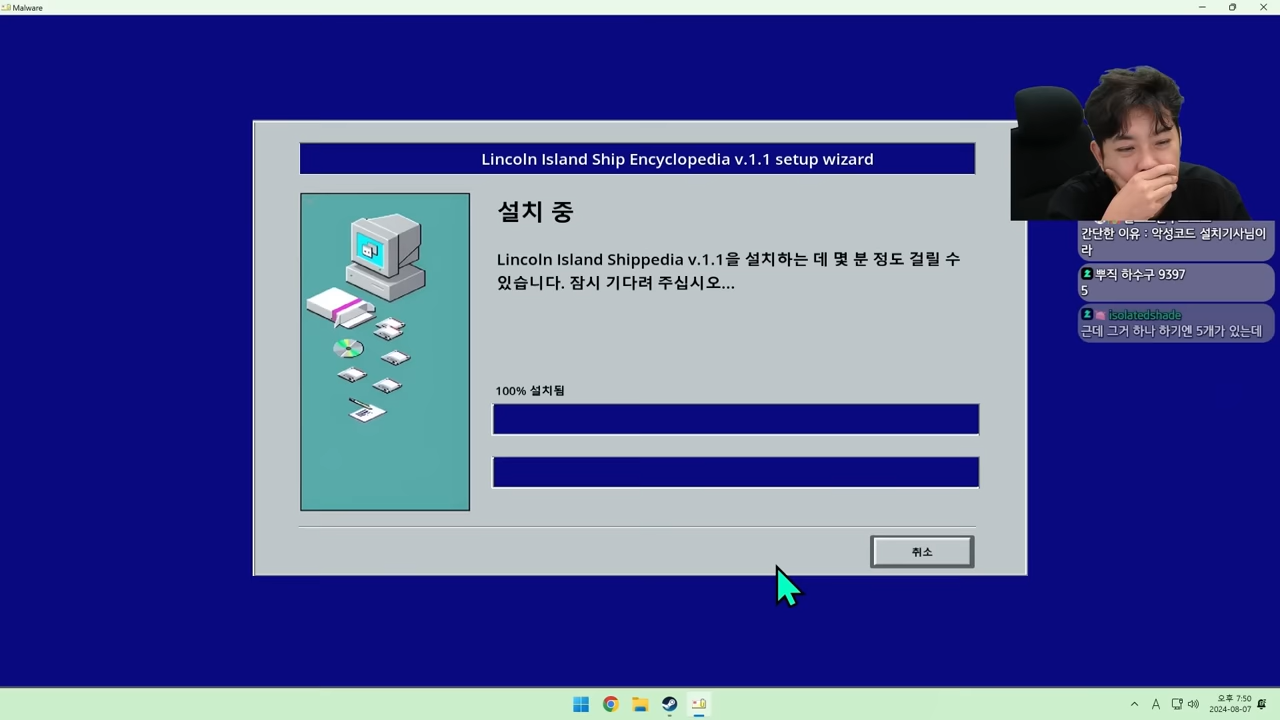 Malware
Lincoln Island Ship Encyclopedia v.1.1 setup wizard
설치 중
Lincoln Island Shippedia v.1.1을 설치하는 데 몇 분 정도 걸릴 수
있습니다. 잠시 기다려 주십시오...
100% 설치됨
취소
간단한 이유 : 악성코드 설치기사님이
라
뿌직 하수구 9397
5
isolatedshade
근데 그거 하나 하기엔 5개가 있는데
A
오후 7:50
2024-08-07